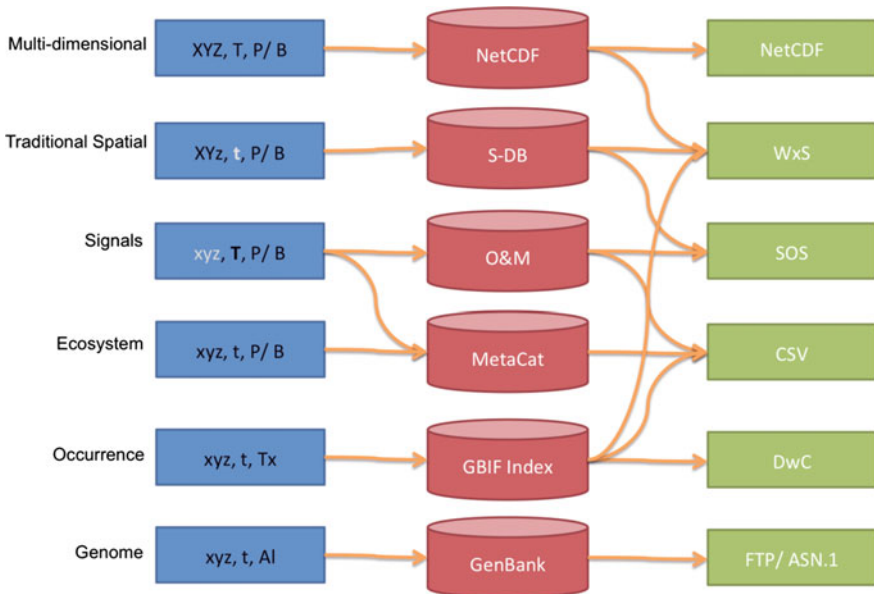 Multi-dimensional XYZ, T, P/ B NetCDF NetCDF
Traditional Spatial XYz, t, P/ B S-DB WxS
Signals xyz, T, P/ B O&M SOS
Ecosystem xyz, t, P/ B MetaCat CSV
Occurrence xyz, t, Tx GBIF Index DwC
Genome xyz, t, Al GenBank FTP/ ASN.1